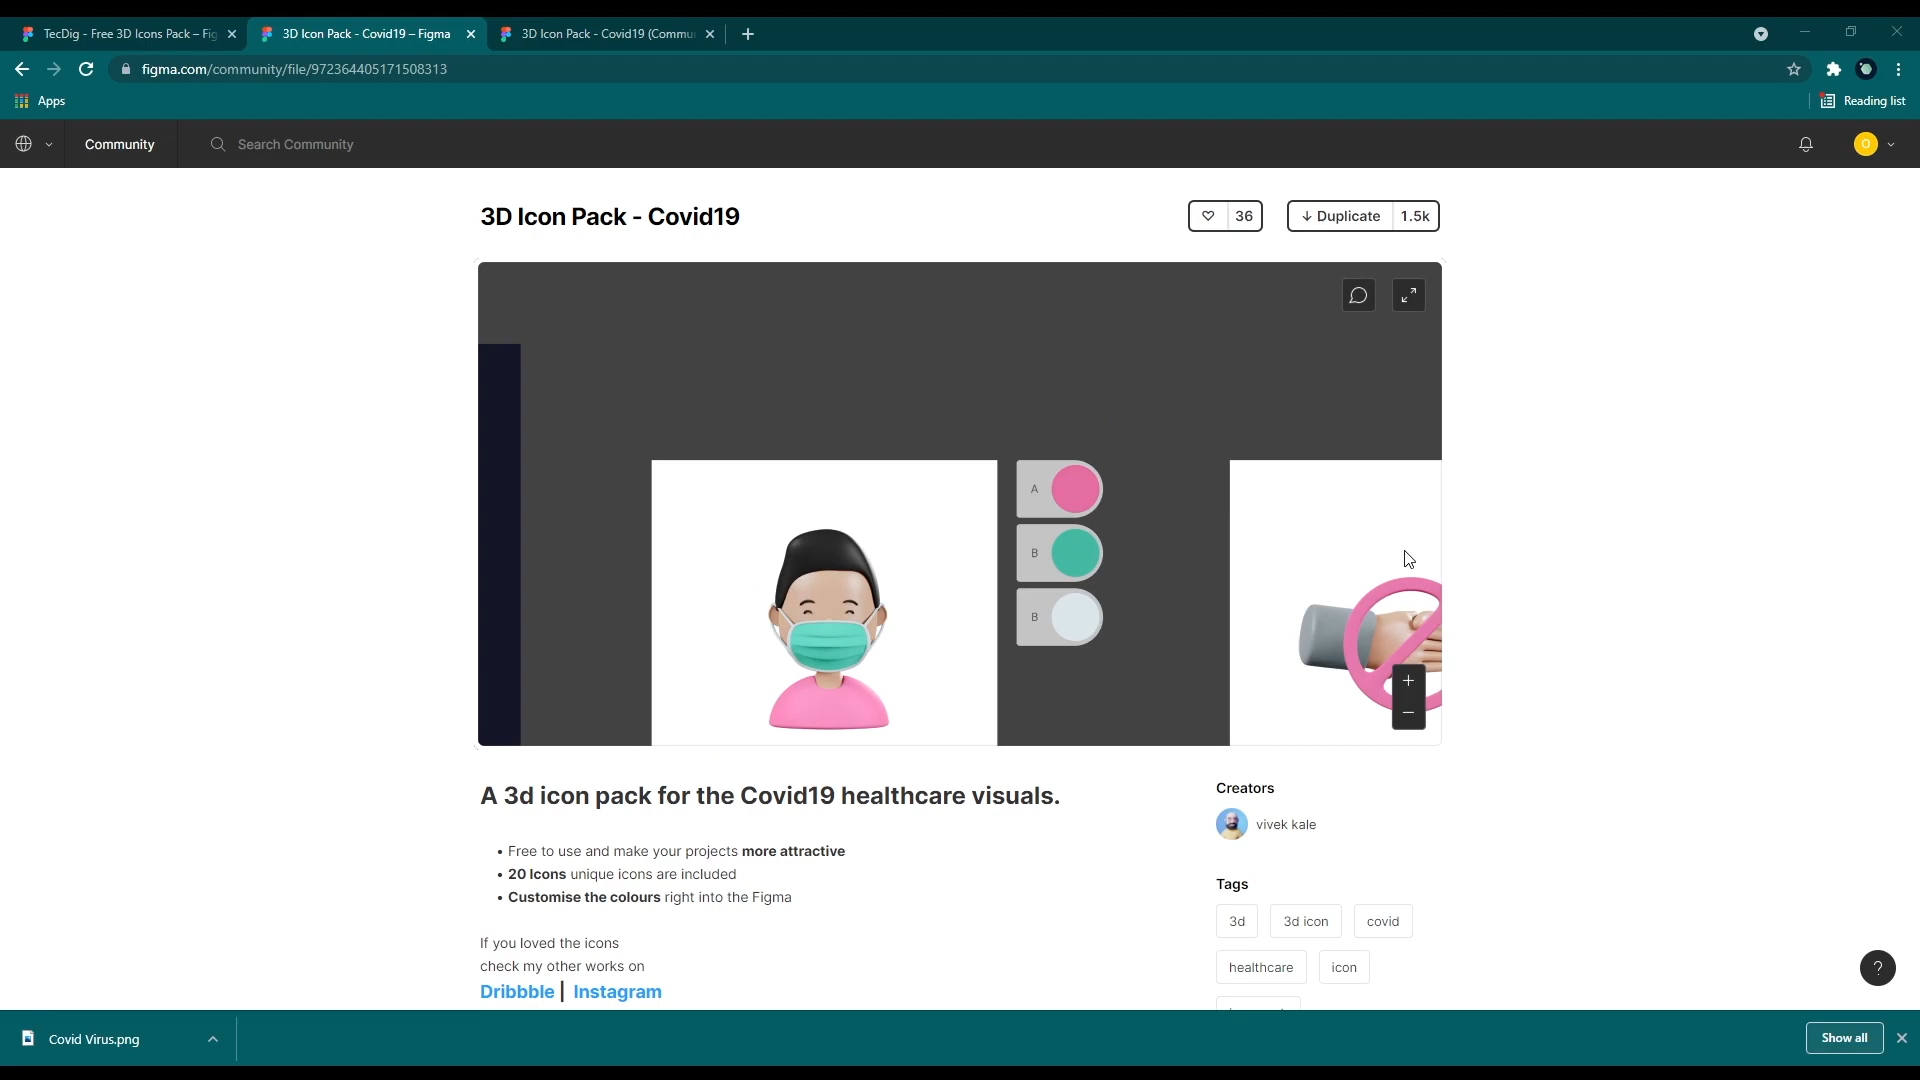 TecDig - Free 3D Icons Pack – Fig
3D Icon Pack - Covid19 – Figma
3D Icon Pack - Covid19 (Commu
figma.com/community/file/972364405171508313
Apps
Reading list
Community
Search Community
O
3D Icon Pack - Covid19
36
Duplicate
1.5k
A
B
B
A 3d icon pack for the Covid19 healthcare visuals.
• Free to use and make your projects more attractive
• 20 Icons unique icons are included
• Customise the colours right into the Figma
If you loved the icons
check my other works on
Dribbble | Instagram
Creators
vivek kale
Tags
3d
3d icon
covid
healthcare
icon
?
Covid Virus.png
Show all